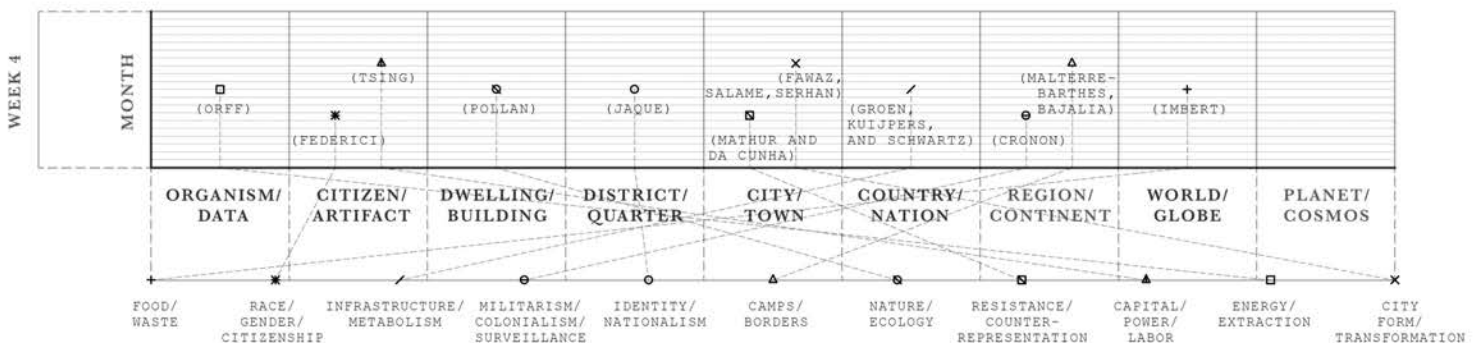 WEEK 4
MONTH
(TSING)
(FAWAZ,
SALAME, SERHAN)
(MALTERRE-
BARTHES,
BAJALIA)
(ORFF)
(POLLAN)
(JAQUE)
(GROEN,
KUIJPERS,
AND SCHWARTZ)
(IMBERT)
(FEDERICI)
(MATHUR AND
DA CUNHA)
(CRONON)
ORGANISM/
DATA
CITIZEN/
ARTIFACT
DWELLING/
BUILDING
DISTRICT/
QUARTER
CITY/
TOWN
COUNTRY/
NATION
REGION/
CONTINENT
WORLD/
GLOBE
PLANET/
COSMOS
FOOD/
WASTE
RACE/
GENDER/
CITIZENSHIP
INFRASTRUCTURE/
METABOLISM
MILITARISM/
COLONIALISM/
SURVEILLANCE
IDENTITY/
NATIONALISM
CAMPS/
BORDERS
NATURE/
ECOLOGY
RESISTANCE/
COUNTER-
REPRESENTATION
CAPITAL/
POWER/
LABOR
ENERGY/
EXTRACTION
CITY
FORM/
TRANSFORMATION